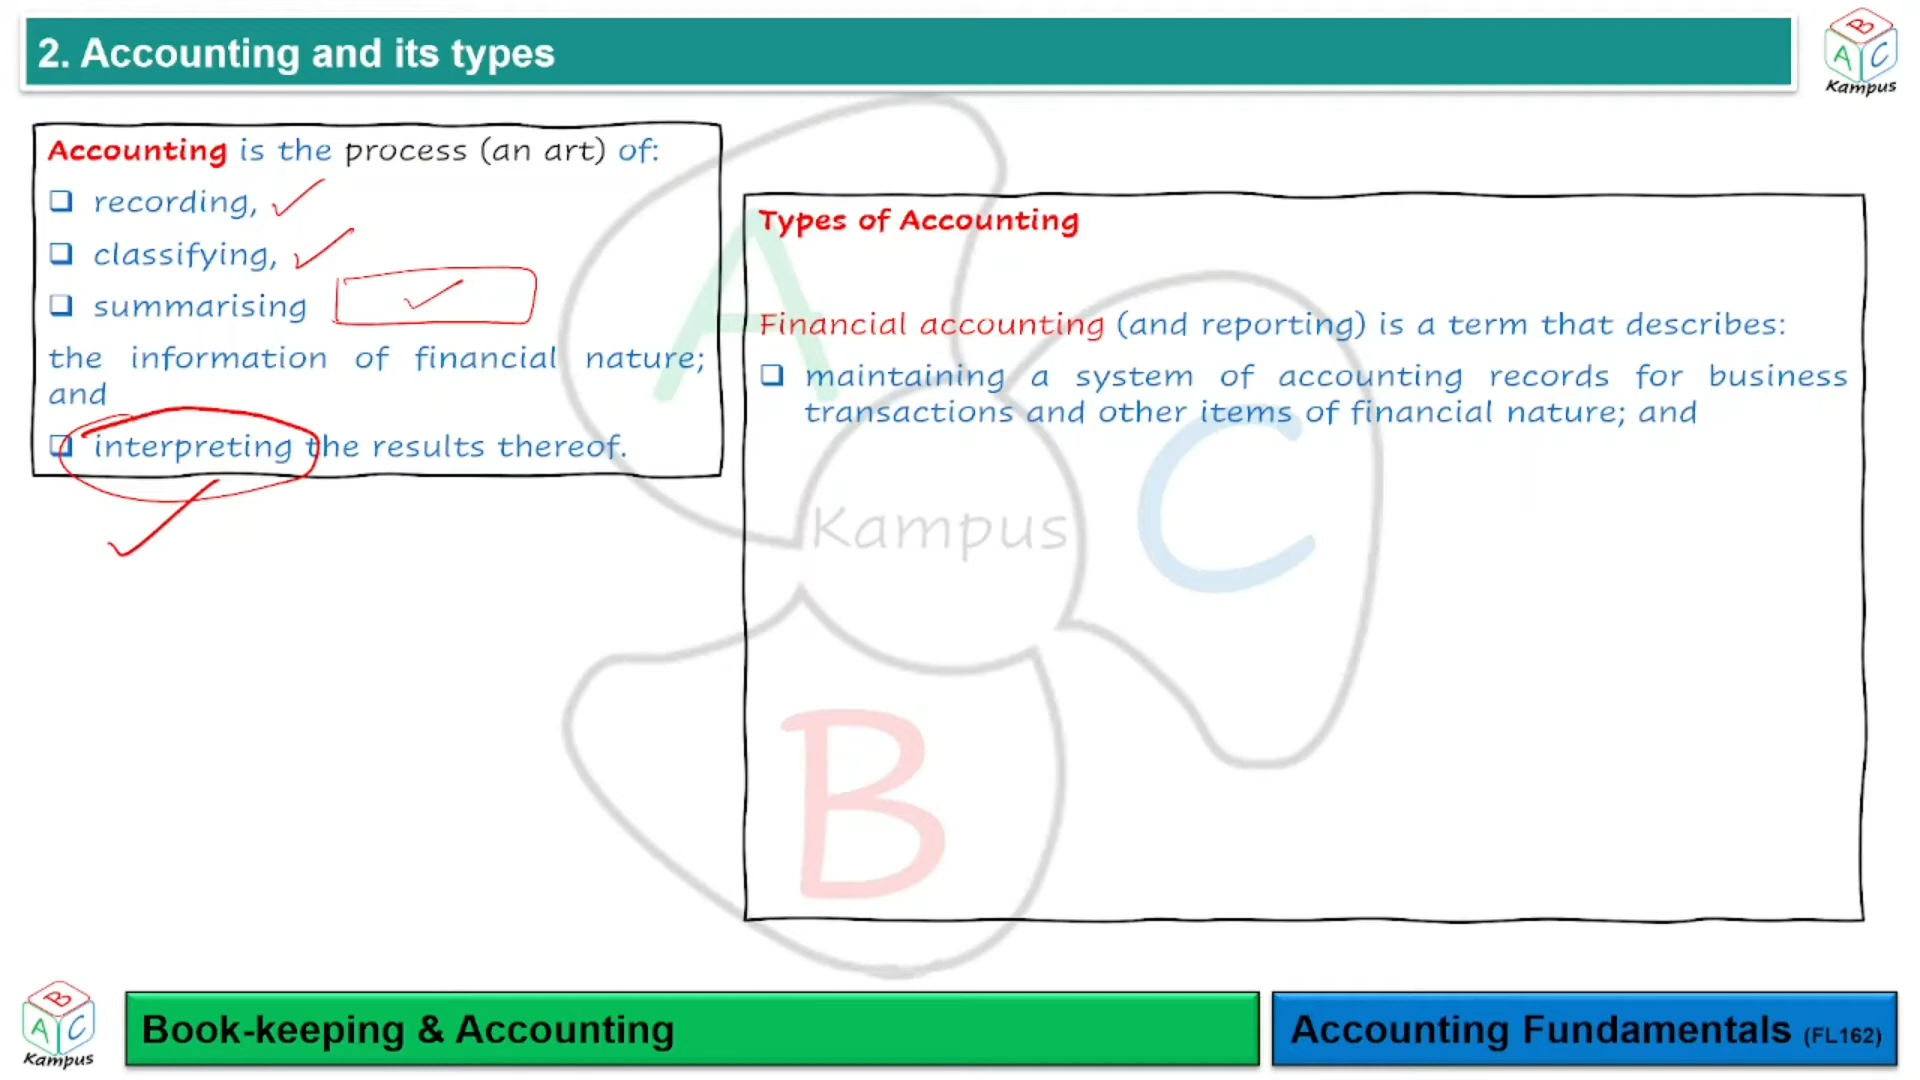 2. Accounting and its types
B
A C
Kampus
Accounting is the process (an art) of:
recording,
classifying,
summarising
the information of financial nature;
and
interpreting the results thereof.
Types of Accounting
Financial accounting (and reporting) is a term that describes:
maintaining a system of accounting records for business
transactions and other items of financial nature; and
A
C
Kampus
B
B
A C
Kampus
Book-keeping & Accounting
Accounting Fundamentals (FL162)